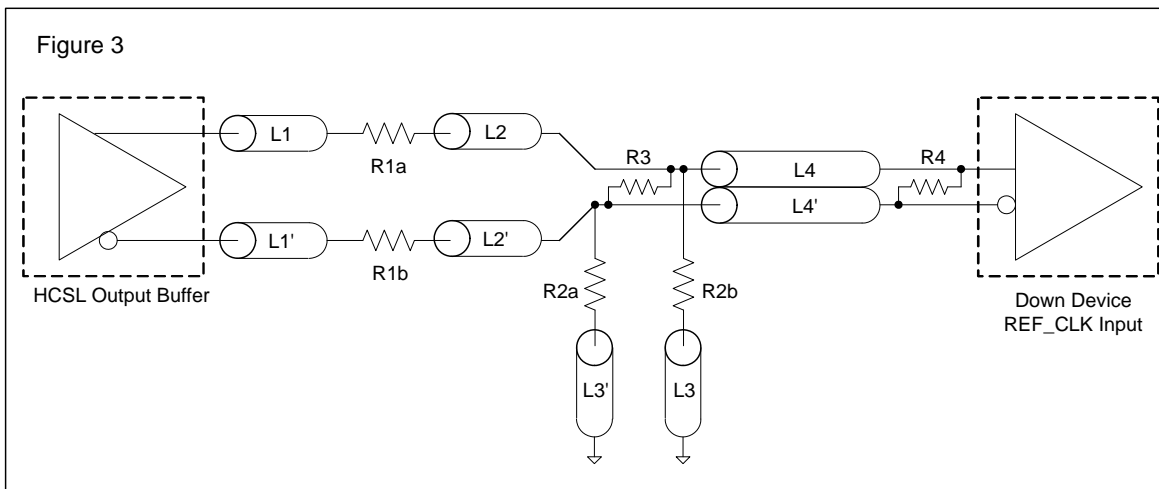 Figure 3
L1
R1a
L2
R3
L4
R4
L4'
L1'
R1b
L2'
HCSL Output Buffer
R2a
R2b
Down Device
REF_CLK Input
L3'
L3